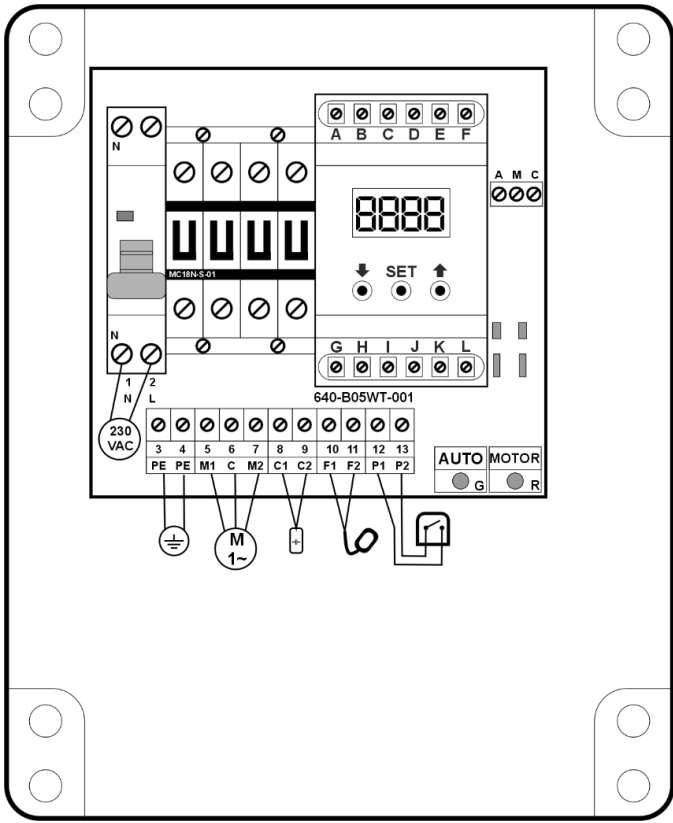 N
A B C D E F
A M C
8888
SET
MC18N-S-01
N
G H I J K L
1 2
N L
640-B05WT-001
230
VAC
3 4 5 6 7 8 9 10 11 12 13
PE PE M1 C M2 C1 C2 F1 F2 P1 P2
AUTO MOTOR
G R
M
1~